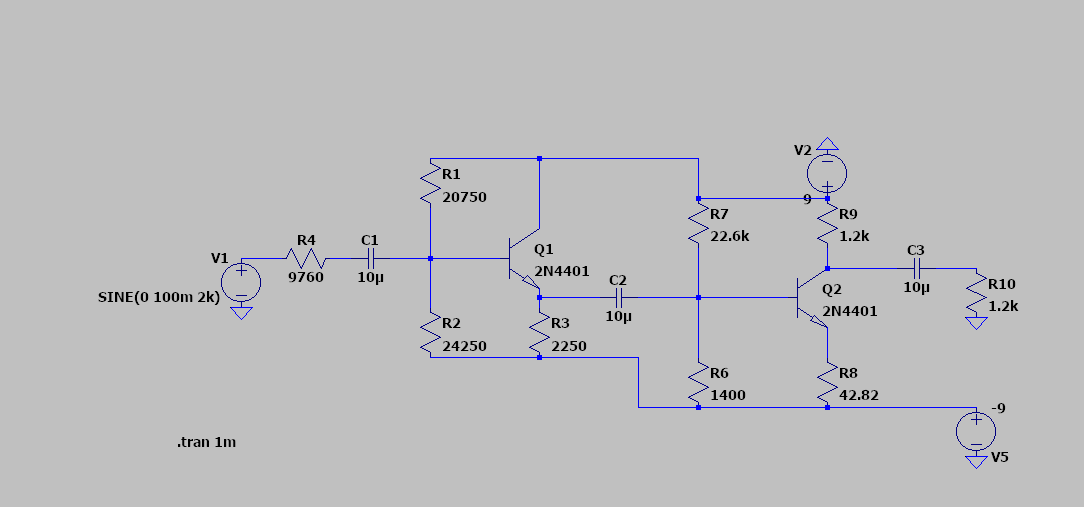 V2
R1
20750
9
R7
22.6k
R9
1.2k
R4
9760
C1
10µ
V1
SINE(0 100m 2k)
Q1
2N4401
C2
10µ
Q2
2N4401
C3
10µ
R10
1.2k
R2
24250
R3
2250
R6
1400
R8
42.82
-9
V5
.tran 1m